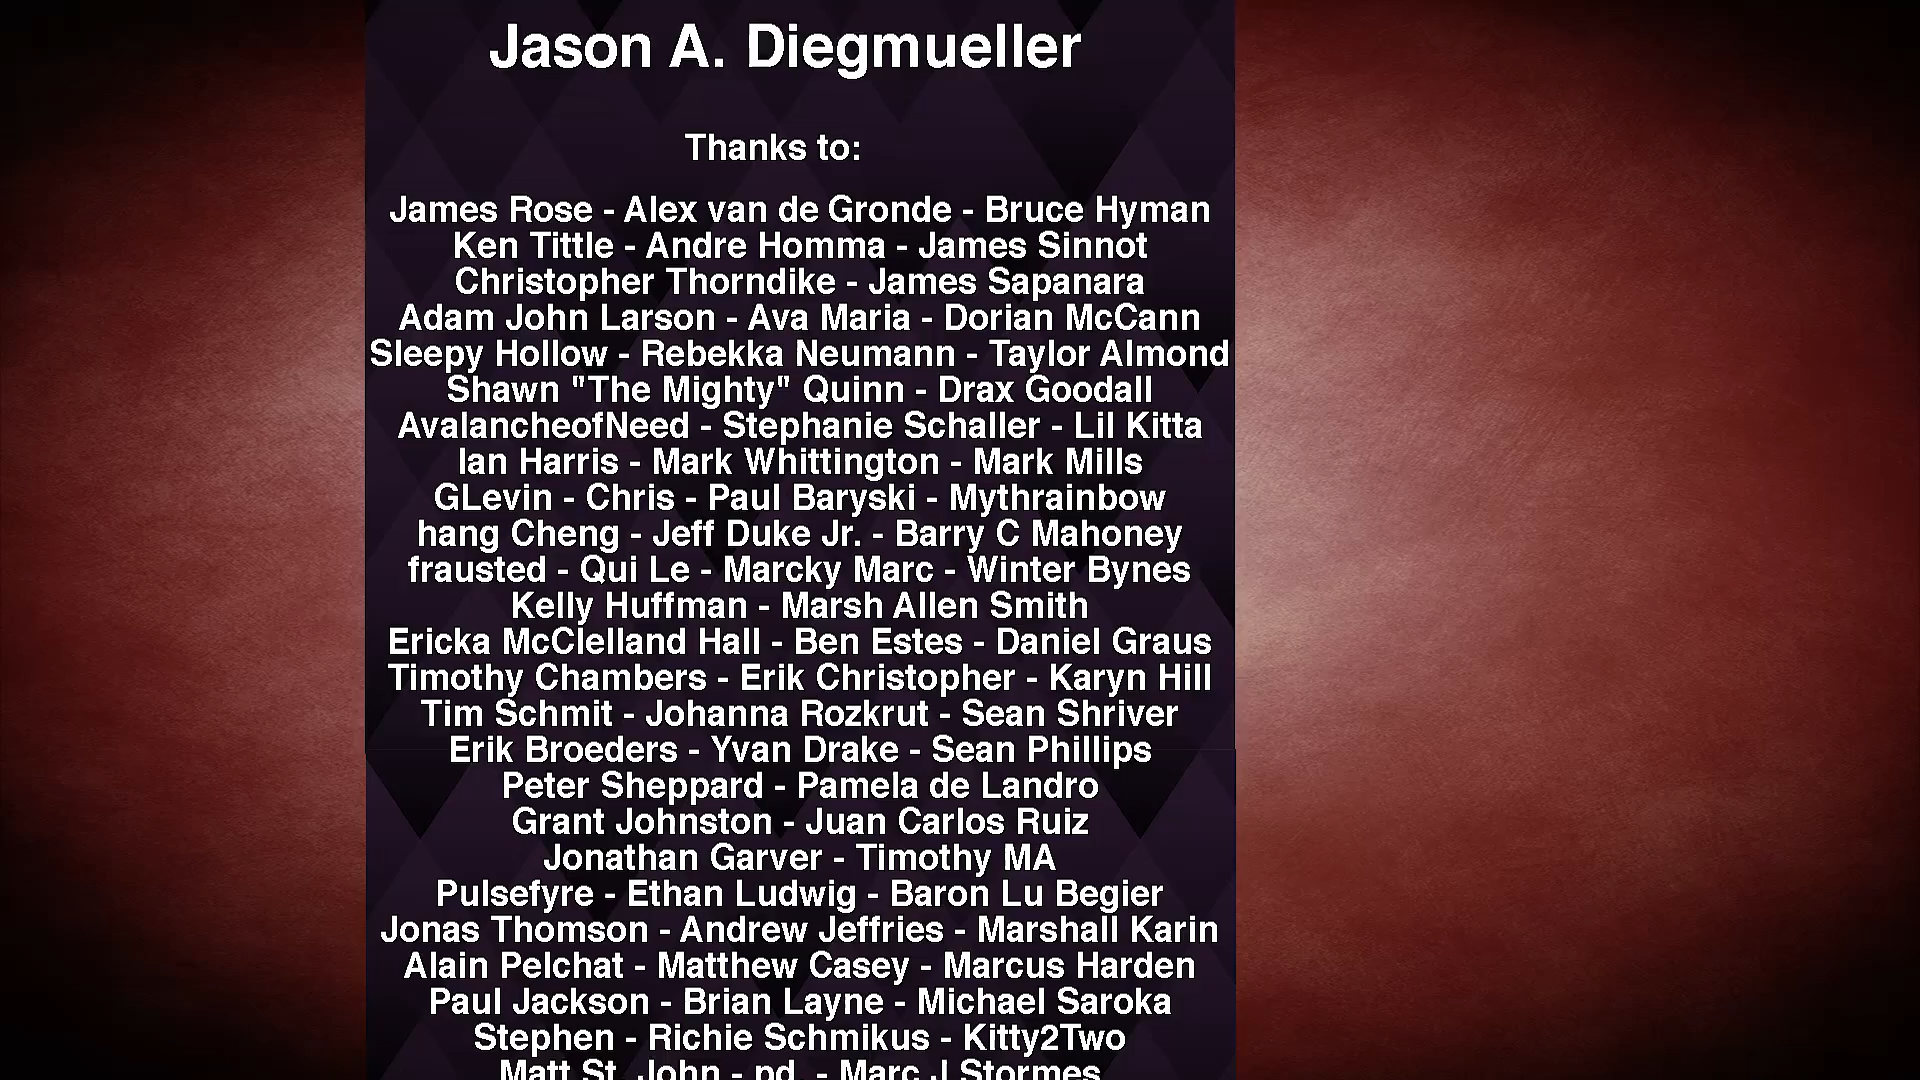 Jason A. Diegmueller
Thanks to:
James Rose - Alex van de Gronde - Bruce Hyman
Ken Tittle - Andre Homma - James Sinnot
Christopher Thorndike - James Sapanara
Adam John Larson - Ava Maria - Dorian McCann
Sleepy Hollow - Rebekka Neumann - Taylor Almond
Shawn "The Mighty" Quinn - Drax Goodall
AvalancheofNeed - Stephanie Schaller - Lil Kitta
Ian Harris - Mark Whittington - Mark Mills
GLevin - Chris - Paul Baryski - Mythrainbow
hang Cheng - Jeff Duke Jr. - Barry C Mahoney
frausted - Qui Le - Marcky Marc - Winter Bynes
Kelly Huffman - Marsh Allen Smith
Ericka McClelland Hall - Ben Estes - Daniel Graus
Timothy Chambers - Erik Christopher - Karyn Hill
Tim Schmit - Johanna Rozkrut - Sean Shriver
Erik Broeders - Yvan Drake - Sean Phillips
Peter Sheppard - Pamela de Landro
Grant Johnston - Juan Carlos Ruiz
Jonathan Garver - Timothy MA
Pulsefyre - Ethan Ludwig - Baron Lu Begier
Jonas Thomson - Andrew Jeffries - Marshall Karin
Alain Pelchat - Matthew Casey - Marcus Harden
Paul Jackson - Brian Layne - Michael Saroka
Stephen - Richie Schmikus - Kitty2Two
Matt St. John - pd. - Marc J Stormes